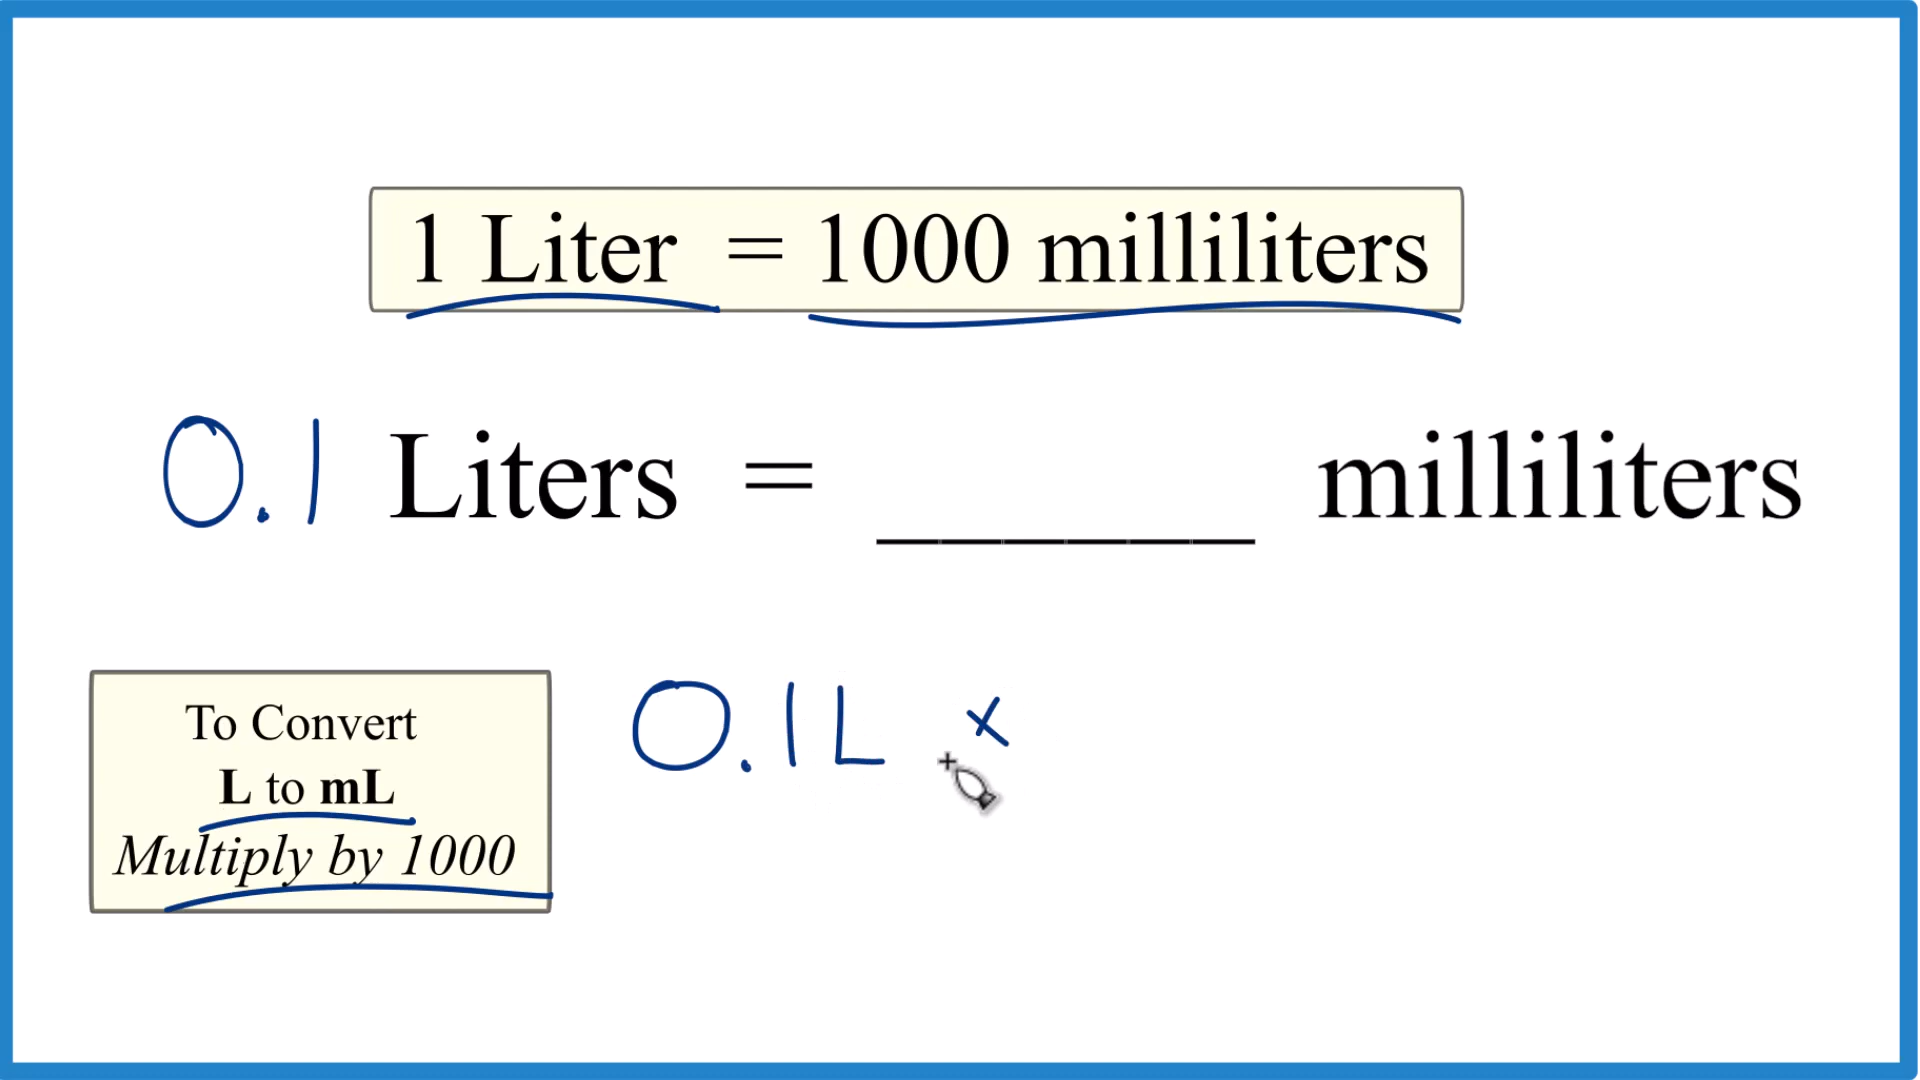 1 Liter = 1000 milliliters
0.1 Liters = ______ milliliters
To Convert
L to mL
Multiply by 1000
0.1 L x